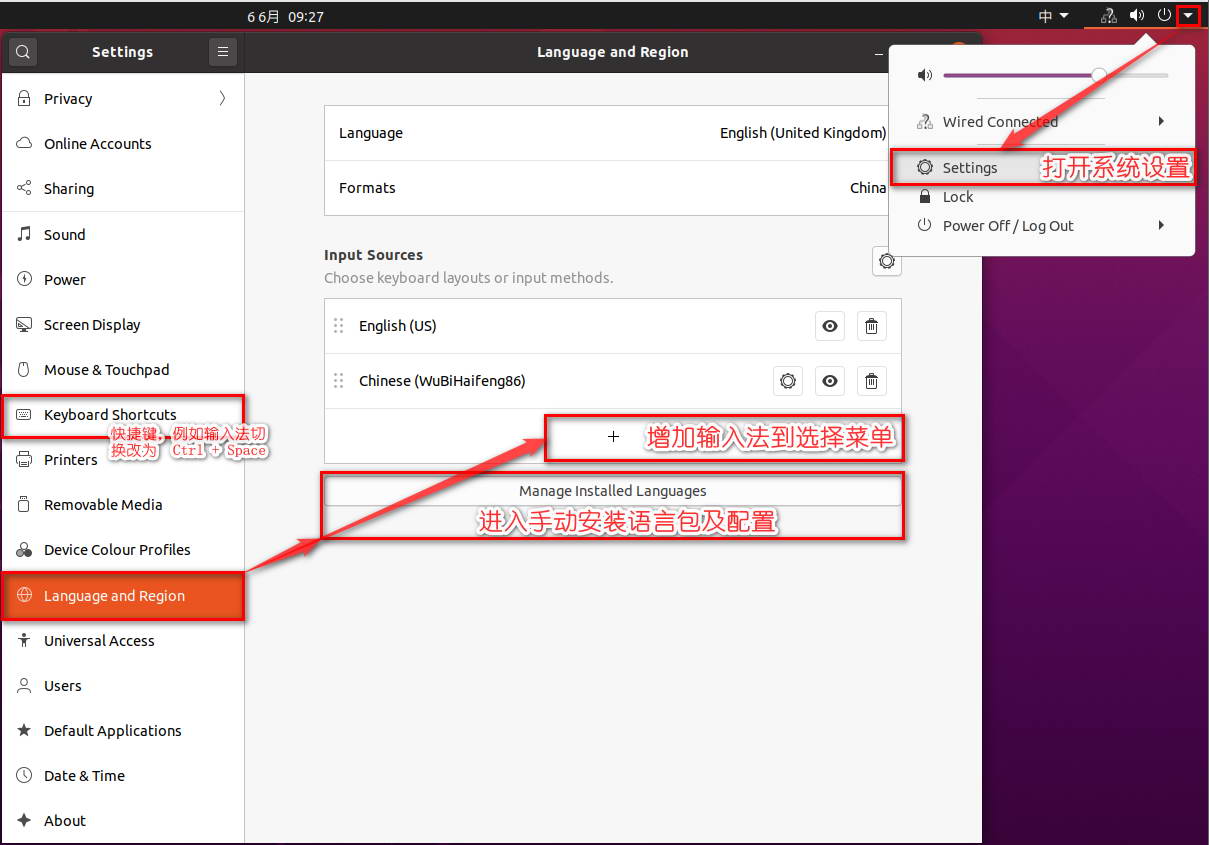 6 6月 09:27
中
Settings
Language and Region
Privacy
Online Accounts
Sharing
Sound
Power
Screen Display
Mouse & Touchpad
Keyboard Shortcuts
快捷键，例如输入法切
换改为 Ctrl + Space
Printers
Removable Media
Device Colour Profiles
Language and Region
Universal Access
Users
Default Applications
Date & Time
About
Language English (United Kingdom)
Formats China
Input Sources
Choose keyboard layouts or input methods.
English (US)
Chinese (WuBiHaifeng86)
+ 增加输入法到选择菜单
Manage Installed Languages
进入手动安装语言包及配置
Wired Connected
Settings 打开系统设置
Lock
Power Off / Log Out